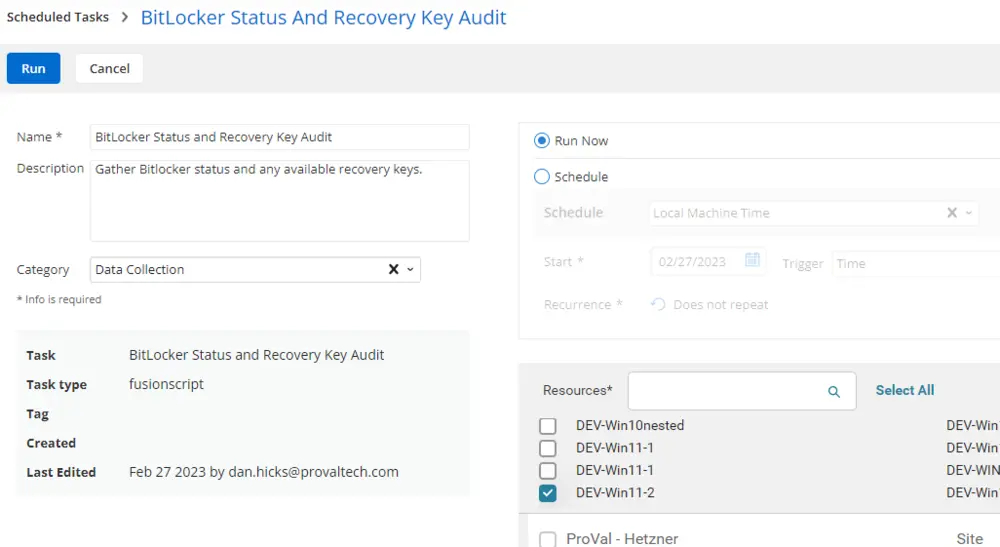 Scheduled Tasks > BitLocker Status And Recovery Key Audit
Run Cancel
Name * BitLocker Status and Recovery Key Audit
Description Gather Bitlocker status and any available recovery keys.
Category Data Collection
* Info is required
Task BitLocker Status and Recovery Key Audit
Task type fusionscript
Tag
Created
Last Edited Feb 27 2023 by dan.hicks@provaltech.com
Run Now
Schedule
Schedule Local Machine Time
Start * 02/27/2023 Trigger Time
Recurrence * Does not repeat
Resources* Select All
DEV-Win10nested DEV-Win1
DEV-Win11-1 DEV-Win1
DEV-Win11-1 DEV-WIN
DEV-Win11-2 DEV-Win1
ProVal - Hetzner Site